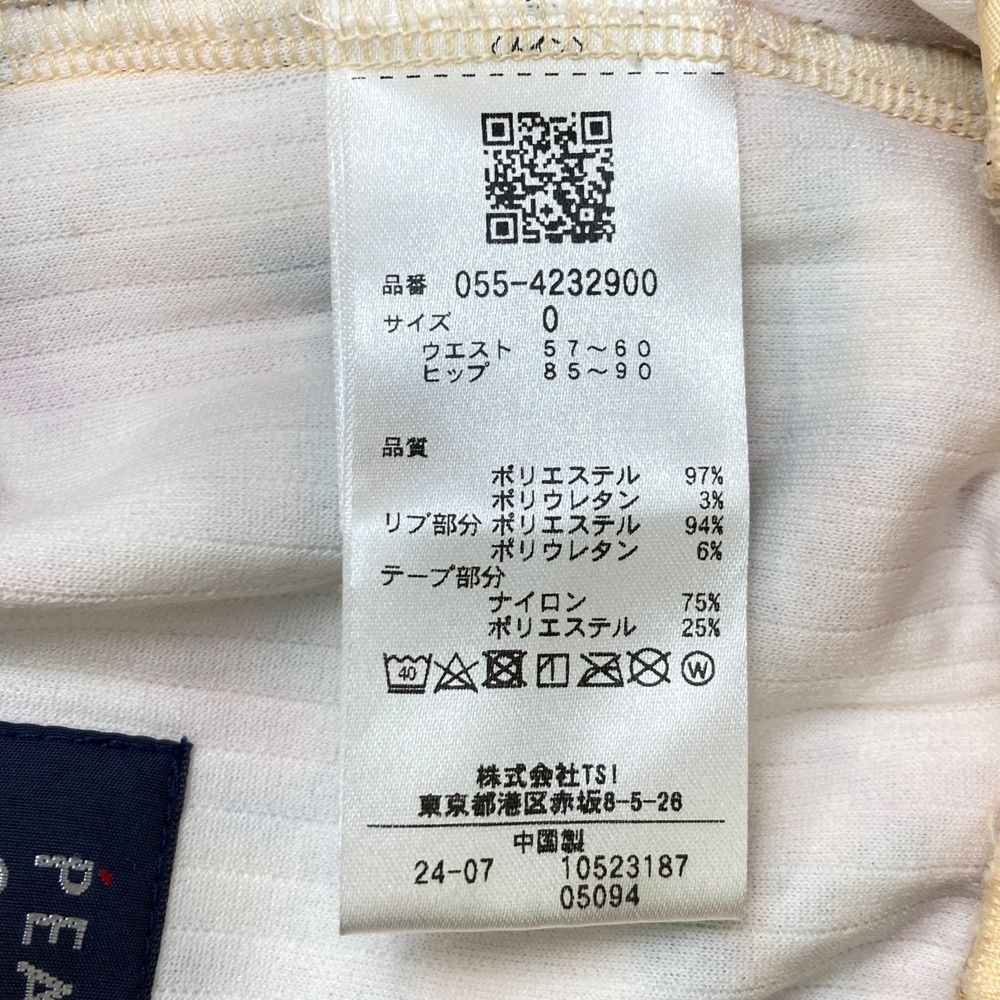 品番 055-4232900
サイズ 0
ウエスト 57～60
ヒップ 85～90
品質
ポリエステル 97%
ポリウレタン 3%
リブ部分 ポリエステル 94%
ポリウレタン 6%
テープ部分
ナイロン 75%
ポリエステル 25%
40 W
株式会社TSI
東京都港区赤坂8-5-26
中国製
24-07 10523187
05094
PEA